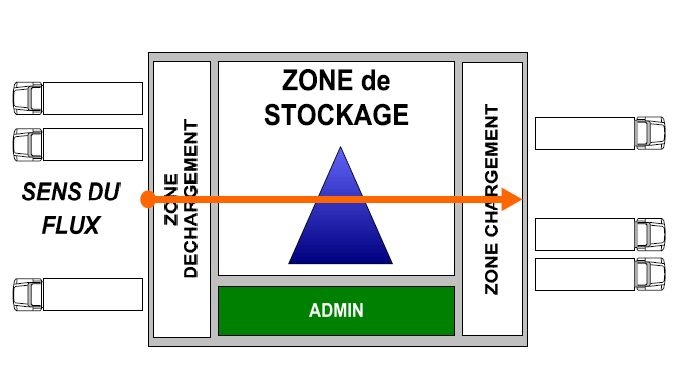 ZONE de
STOCKAGE
SENS DU
FLUX
ZONE
DECHARGEMENT
ZONE CHARGEMENT
ADMIN